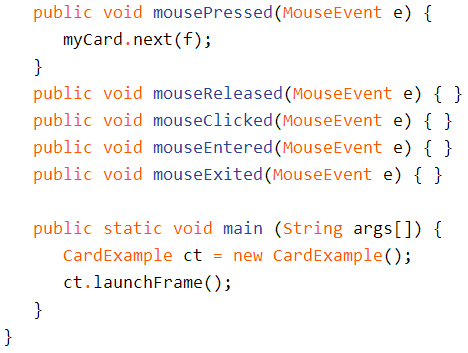 public void mousePressed(MouseEvent e) {
myCard.next(f);
}
public void mouseReleased(MouseEvent e) { }
public void mouseClicked(MouseEvent e) { }
public void mouseEntered(MouseEvent e) { }
public void mouseExited(MouseEvent e) { }
public static void main (String args[]) {
CardExample ct = new CardExample();
ct.launchFrame();
}
}